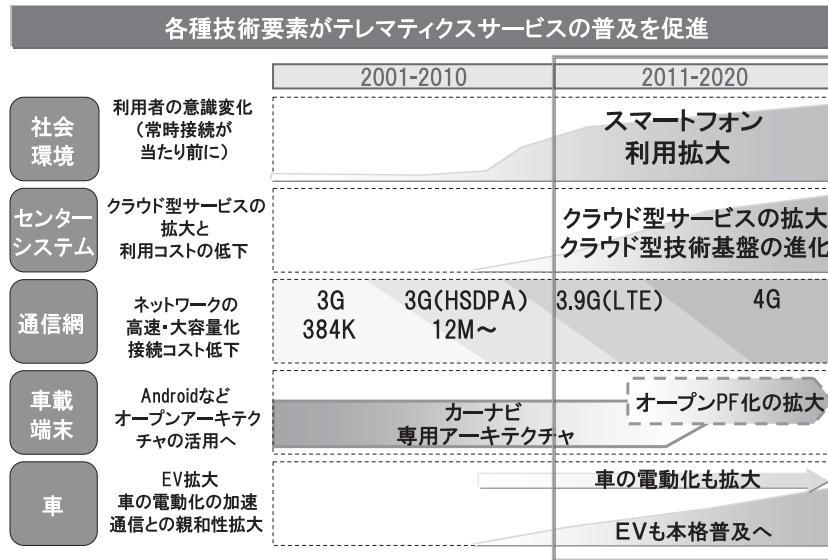 各種技術要素がテレマティクスサービスの普及を促進
2001-2010
2011-2020
社会
環境
利用者の意識変化
(常時接続が
当たり前に)
スマートフォン
利用拡大
センター
システム
クラウド型サービスの
拡大と
利用コストの低下
クラウド型サービスの拡大
クラウド型技術基盤の進化
通信網
ネットワークの
高速・大容量化
接続コスト低下
3G
384K
3G(HSDPA)
12M~
3.9G(LTE)
4G
車載
端末
Androidなど
オープンアーキテク
チャの活用へ
カーナビ
専用アーキテクチャ
オープンPF化の拡大
車
EV拡大
車の電動化の加速
通信との親和性拡大
車の電動化も拡大
EVも本格普及へ